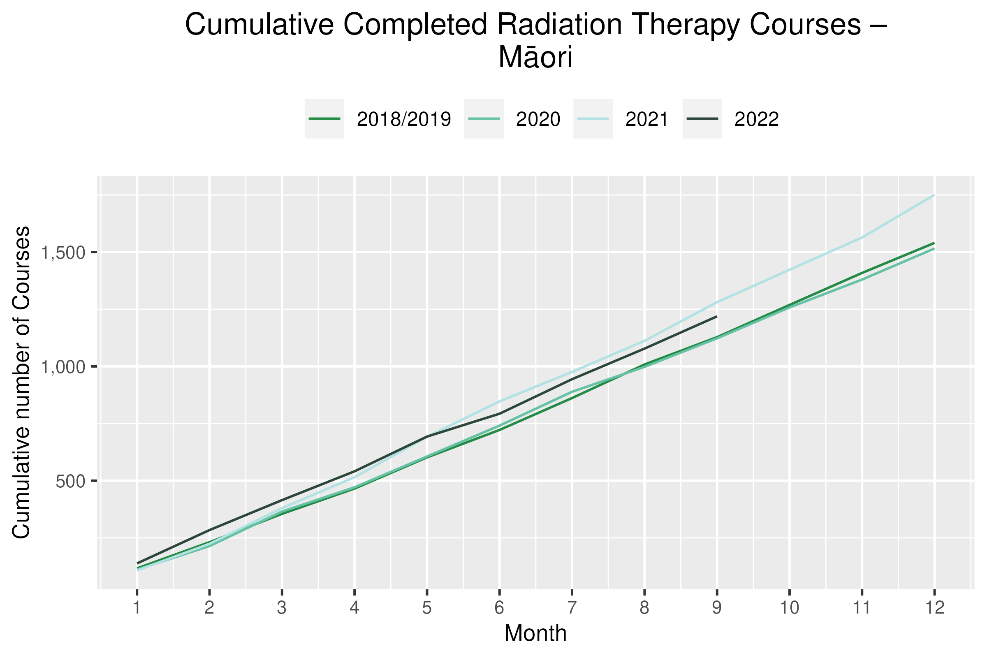 Cumulative Completed Radiation Therapy Courses –
Māori
2018/2019 2020 2021 2022
Cumulative number of Courses
1,500
1,000
500
1 2 3 4 5 6 7 8 9 10 11 12
Month